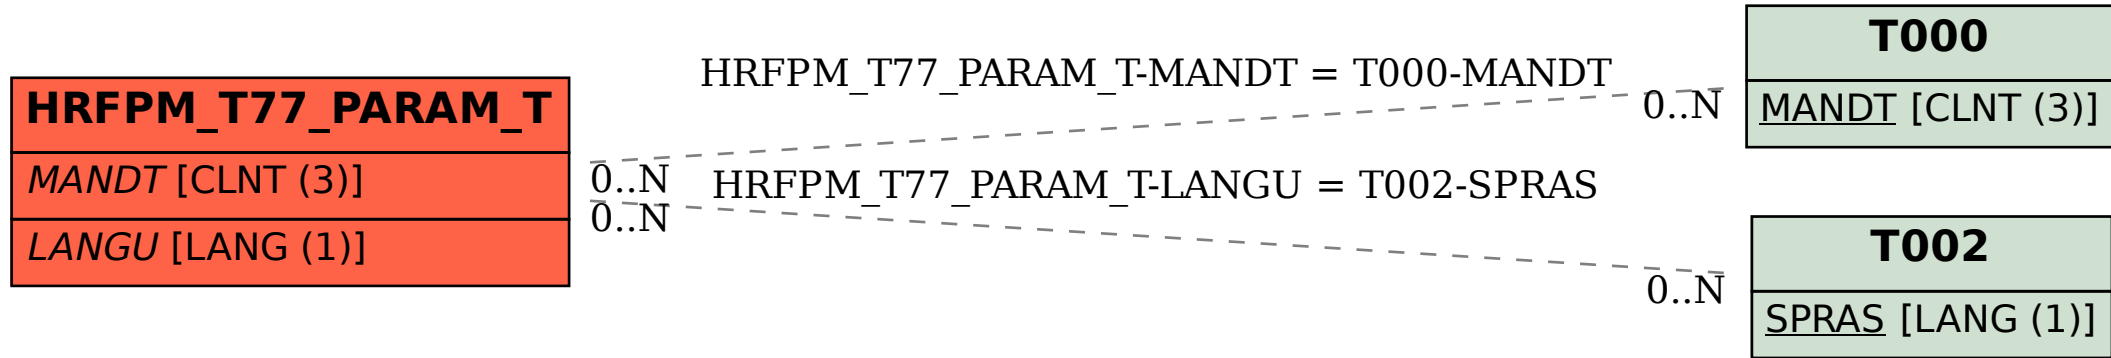 HRFPM_T77_PARAM_T
MANDT [CLNT (3)]
LANGU [LANG (1)]
HRFPM_T77_PARAM_T-MANDT = T000-MANDT
0..N
0..N
HRFPM_T77_PARAM_T-LANGU = T002-SPRAS
0..N
0..N
T000
MANDT [CLNT (3)]
T002
SPRAS [LANG (1)]